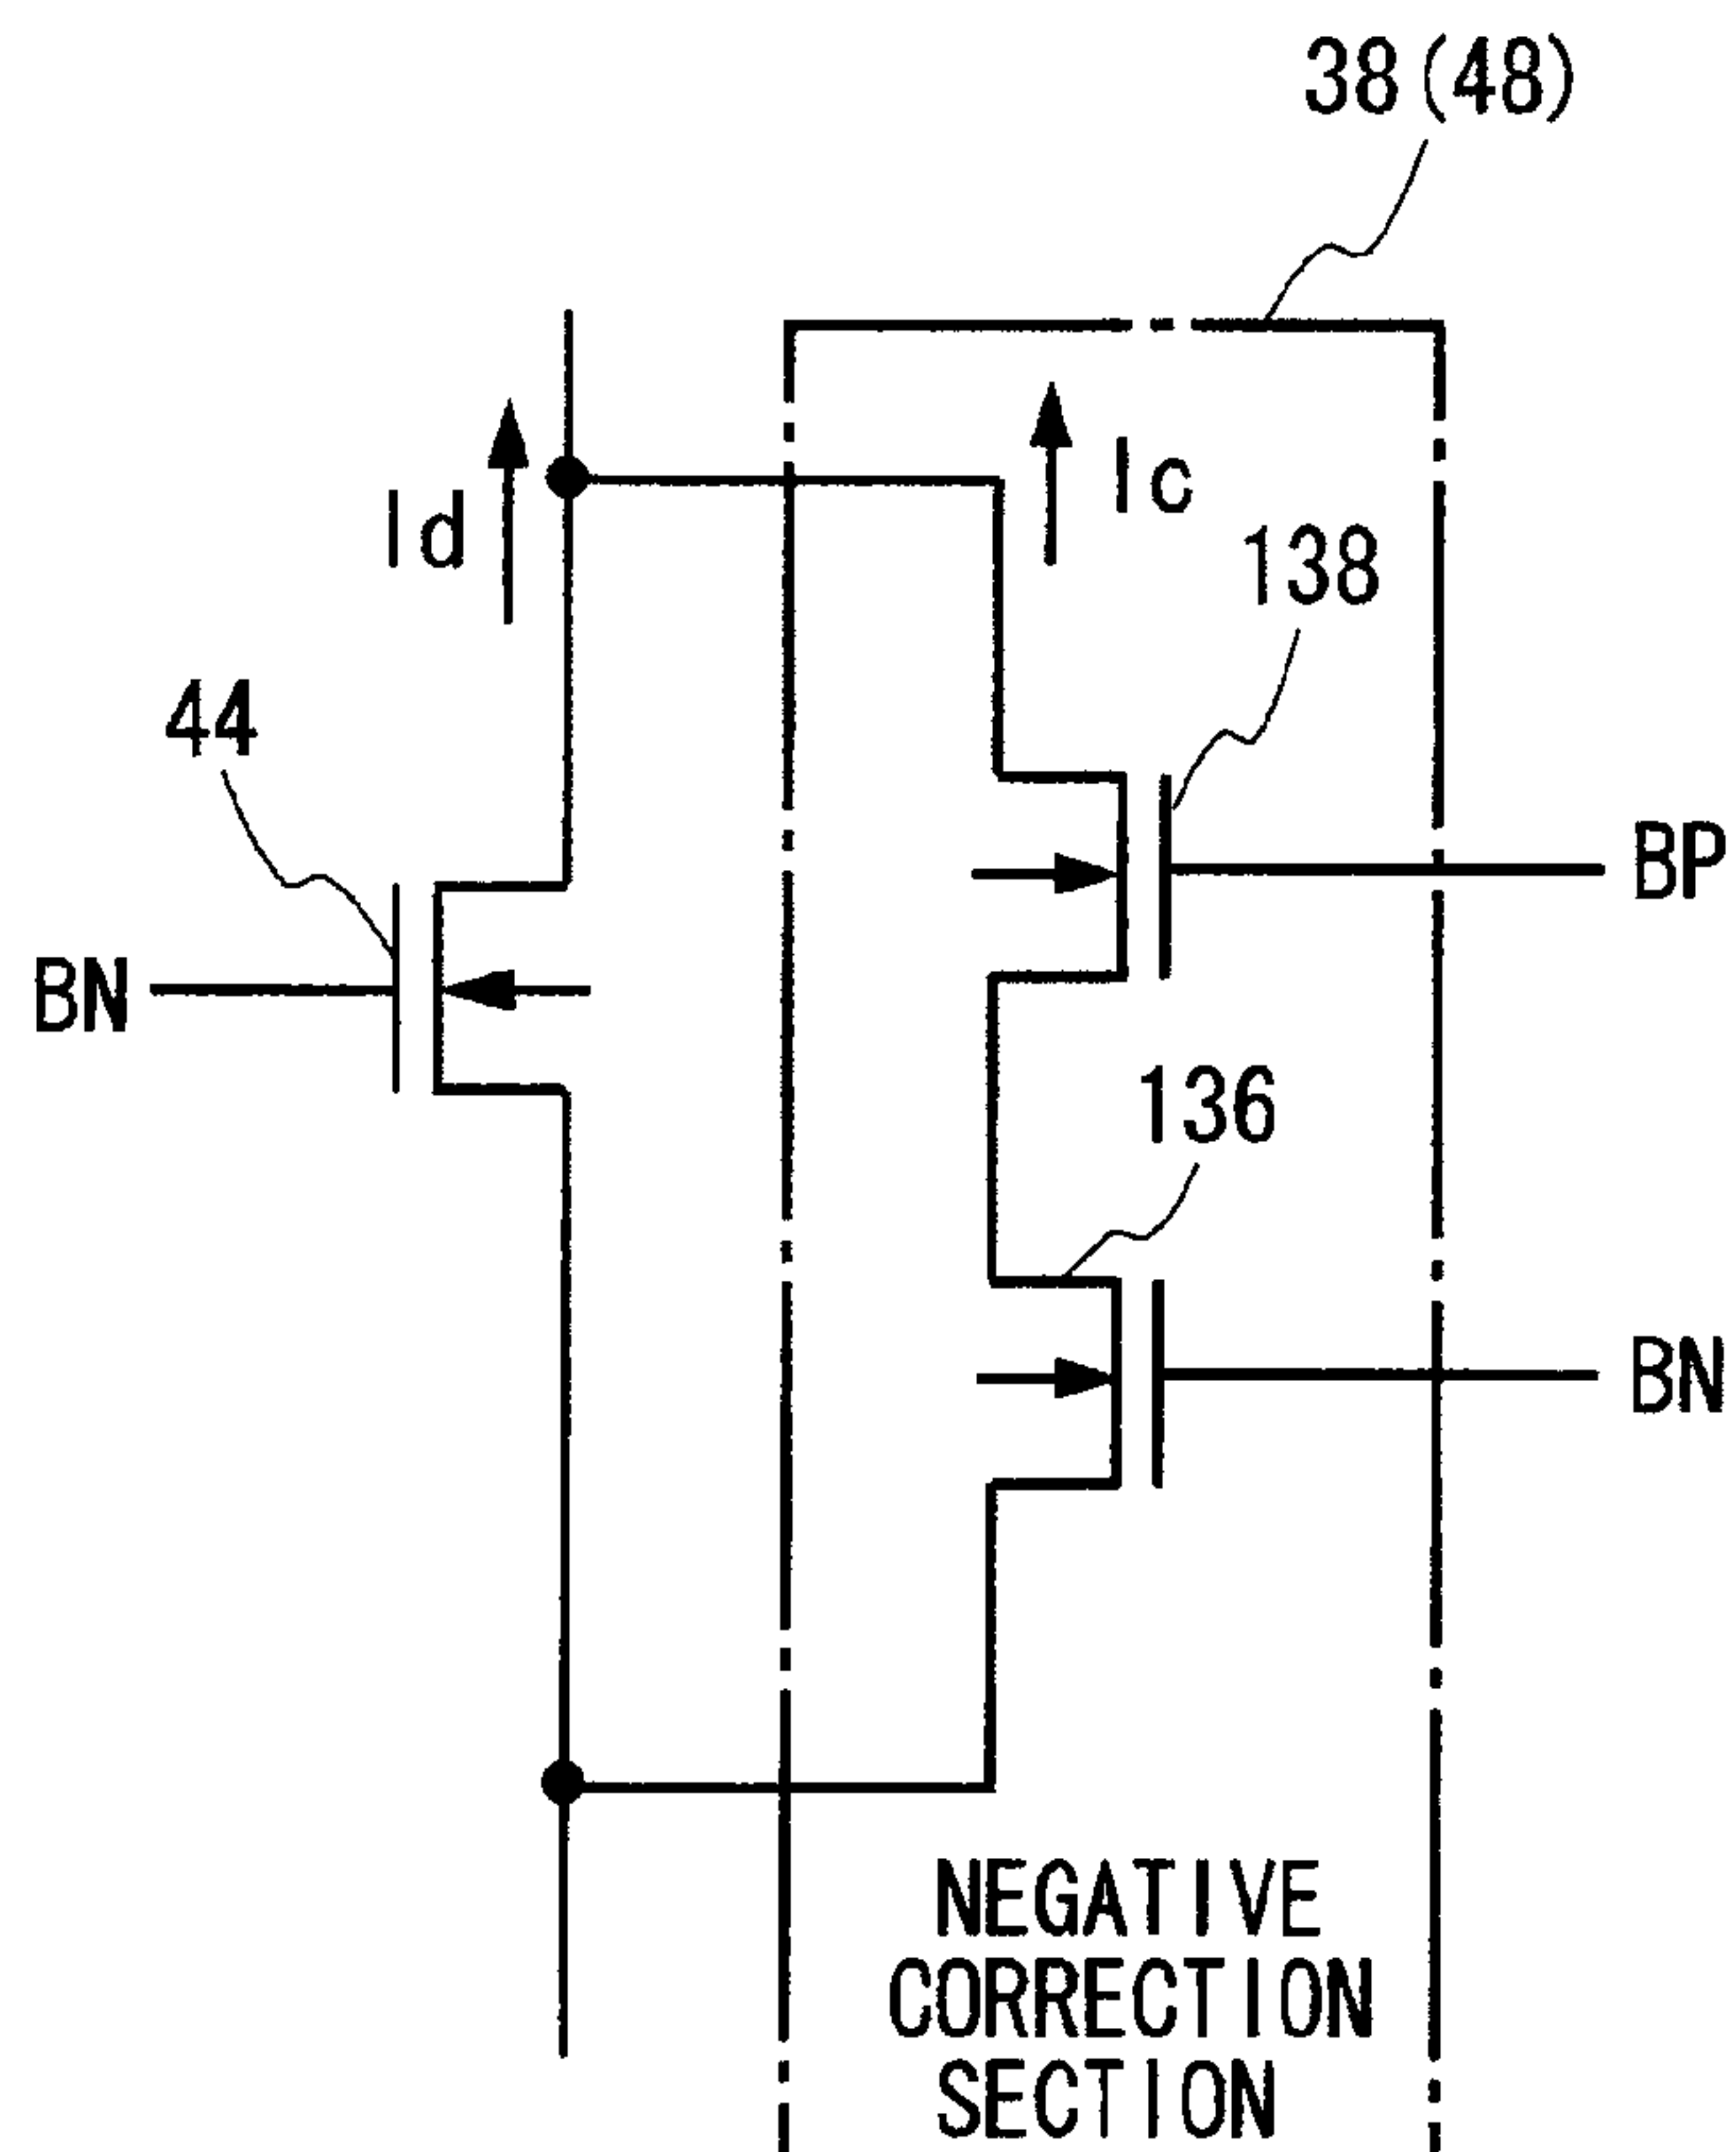 38(48)
Id
Ic
138
44
BP
BN
136
BN
NEGATIVE
CORRECTION
SECTION